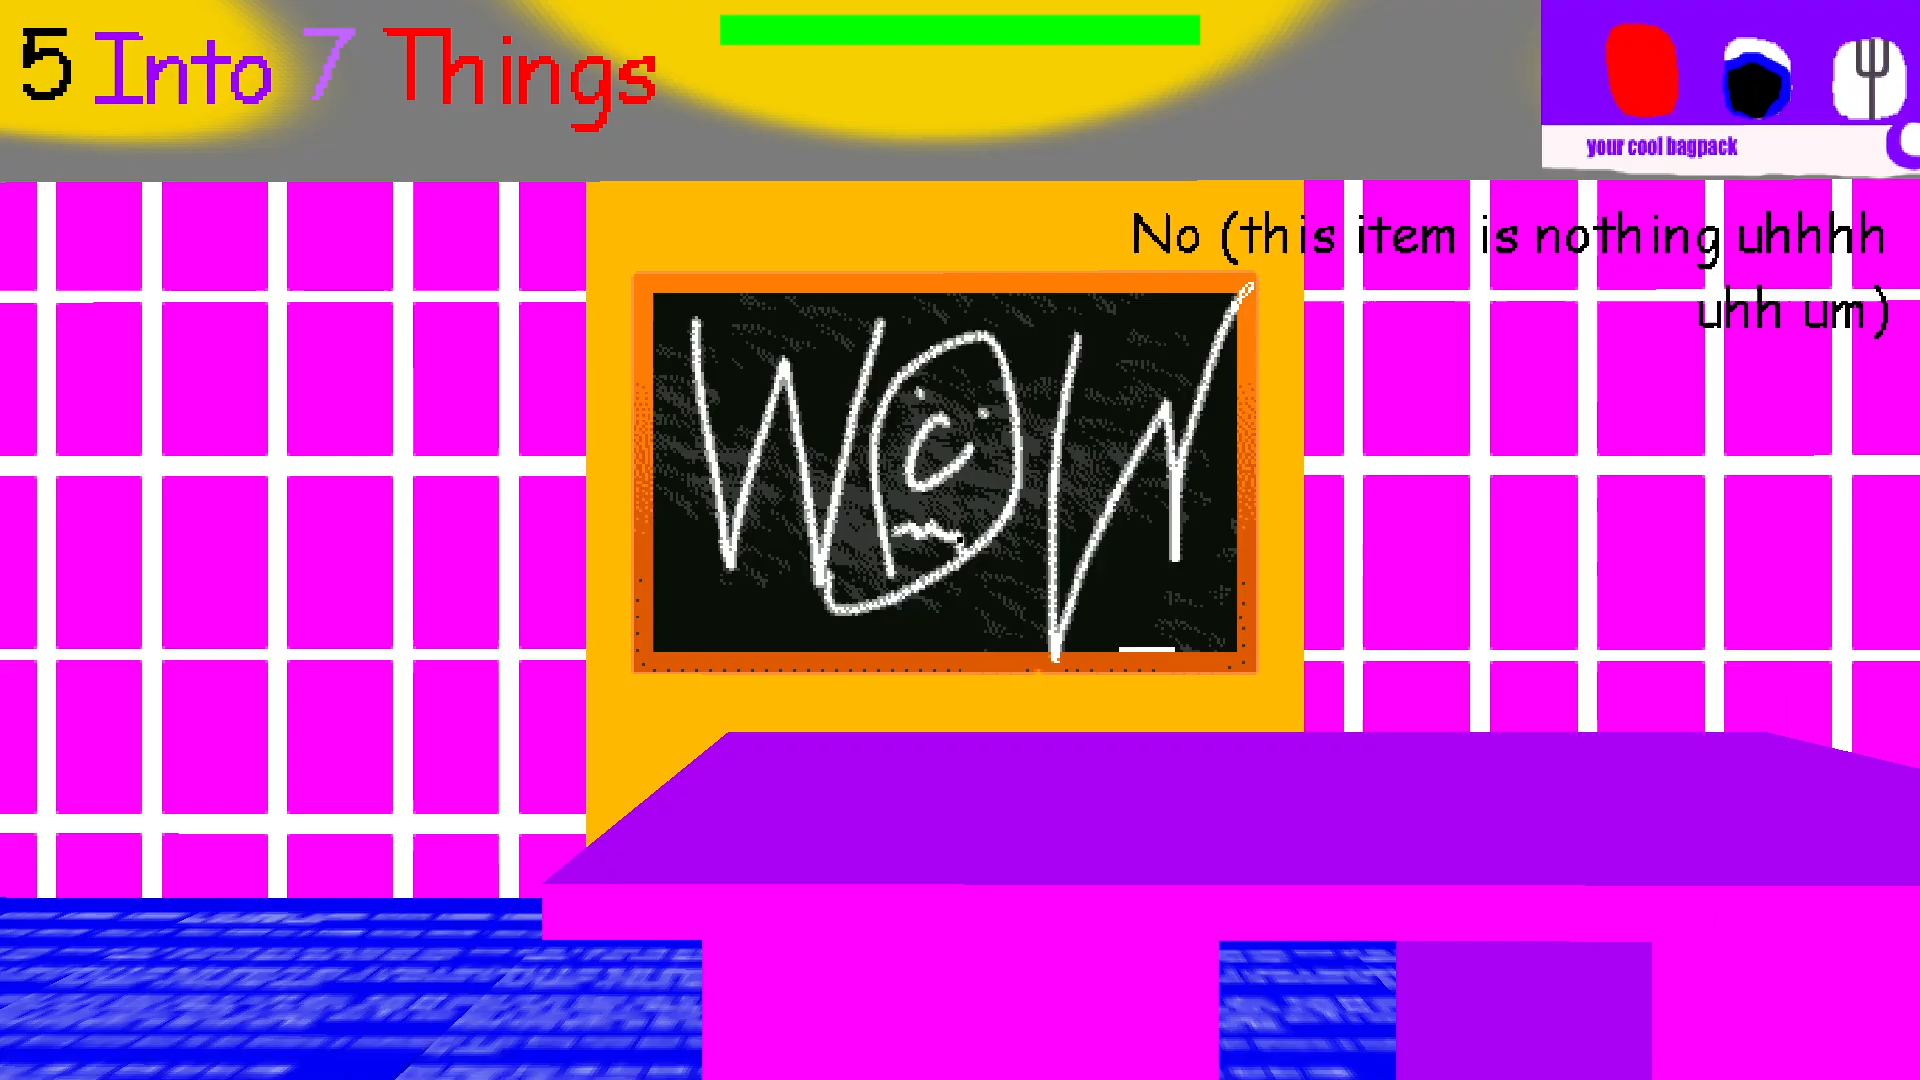 5 Into 7 Things
your cool bagpack
No (this item is nothing uhhhh
uhh um)
WOW